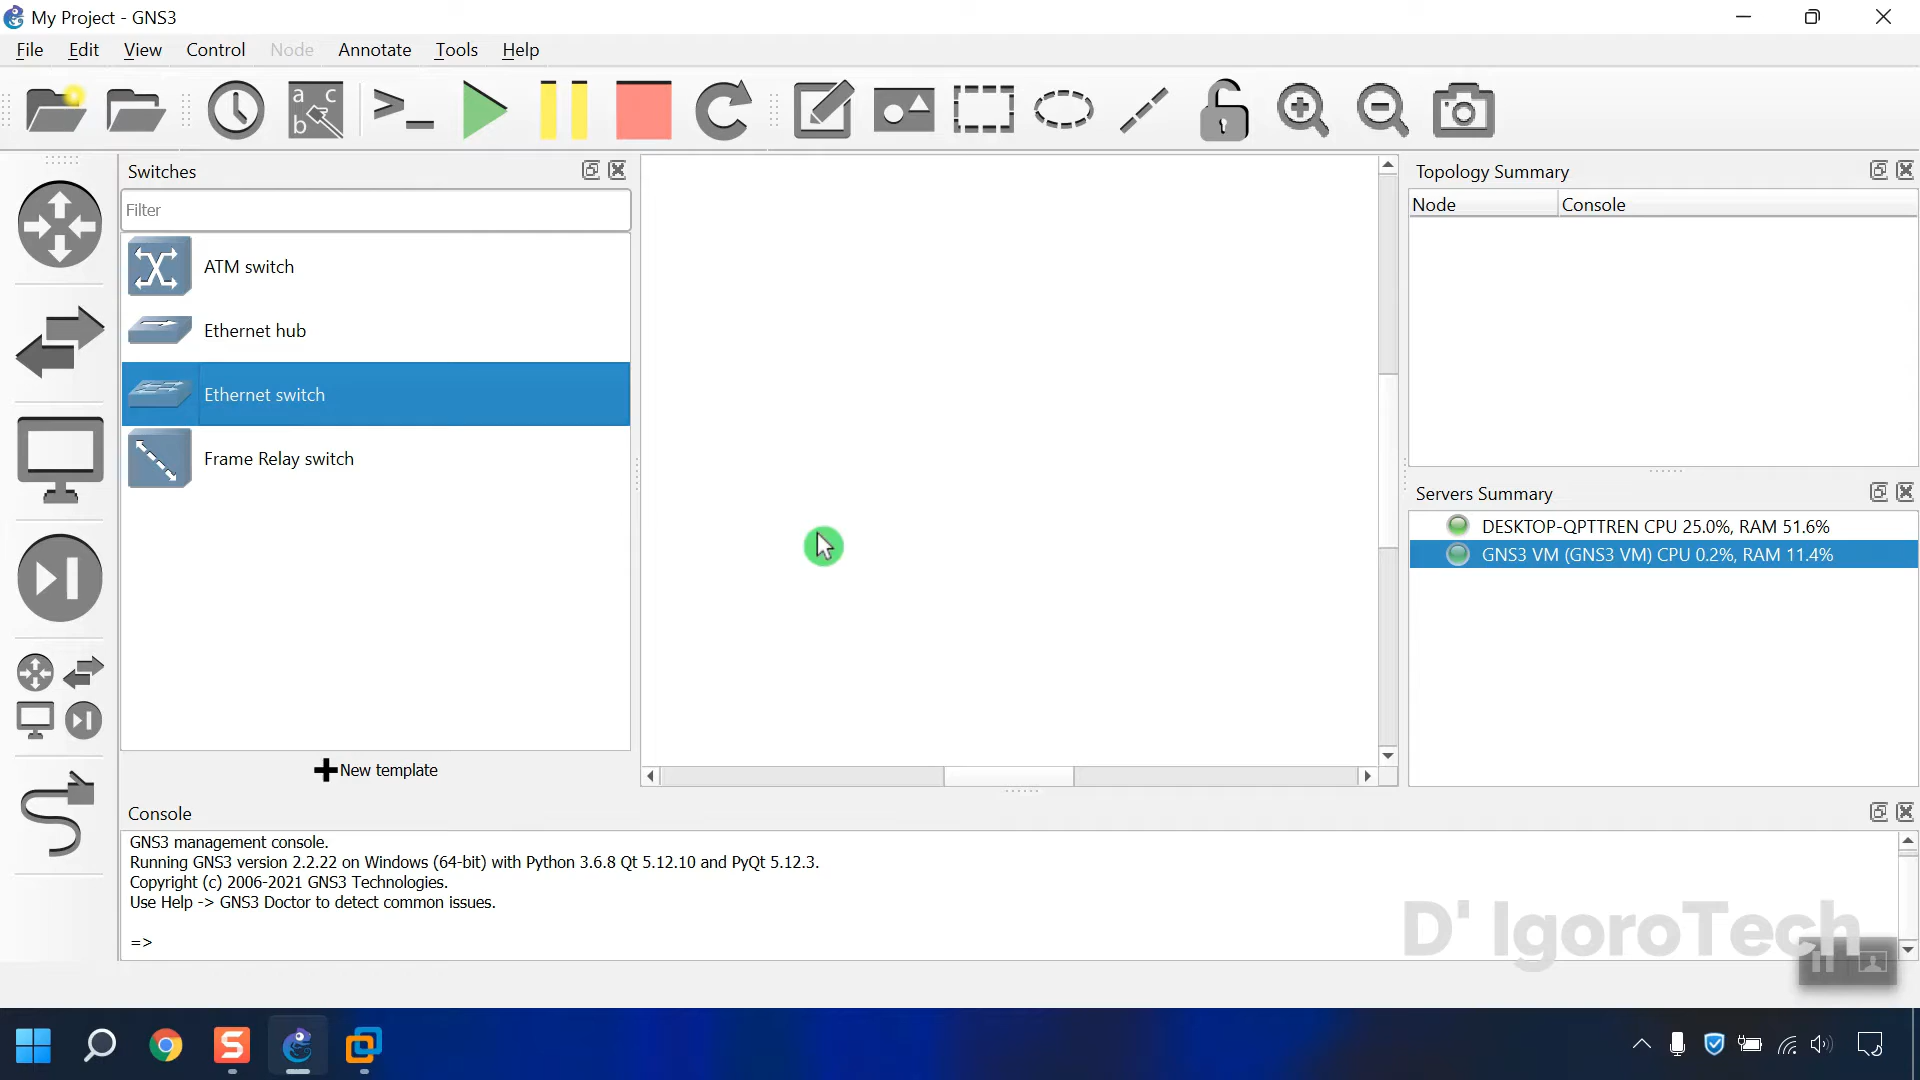 My Project - GNS3
File Edit View Control Node Annotate Tools Help
a c
b
Switches
Filter
ATM switch
Ethernet hub
Ethernet switch
Frame Relay switch
New template
Topology Summary
Node Console
Servers Summary
DESKTOP-QPTTREN CPU 25.0%, RAM 51.6%
GNS3 VM (GNS3 VM) CPU 0.2%, RAM 11.4%
Console
GNS3 management console.
Running GNS3 version 2.2.22 on Windows (64-bit) with Python 3.6.8 Qt 5.12.10 and PyQt 5.12.3.
Copyright (c) 2006-2021 GNS3 Technologies.
Use Help -> GNS3 Doctor to detect common issues.
=>
D' IgoroTech
S